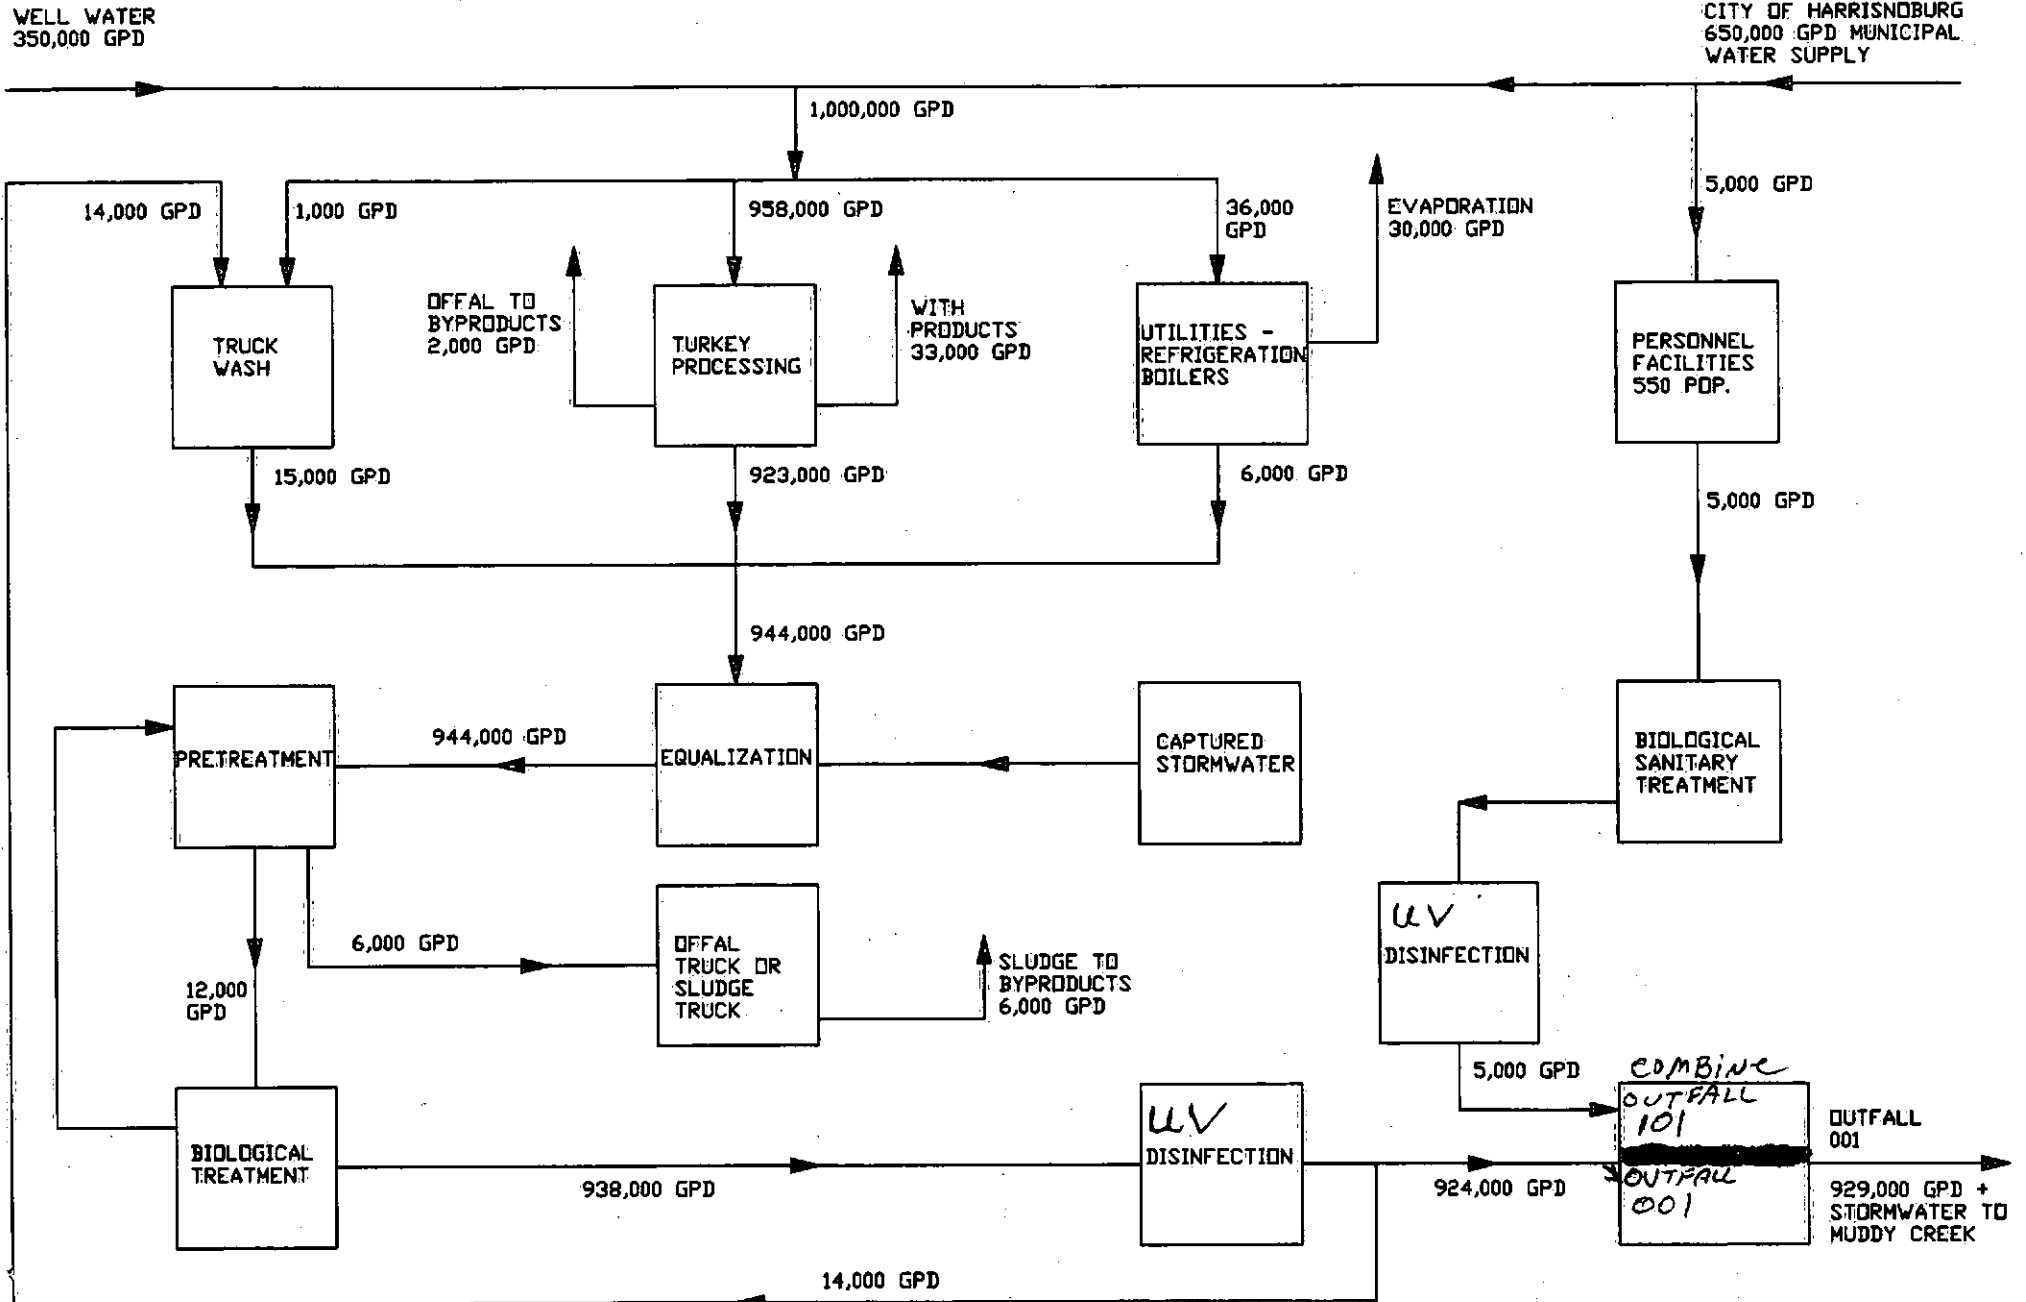 WELL WATER
350,000 GPD
CITY OF HARRISNOBURG
650,000 GPD MUNICIPAL
WATER SUPPLY
1,000,000 GPD
14,000 GPD
1,000 GPD
958,000 GPD
36,000
GPD
EVAPORATION
30,000 GPD
5,000 GPD
OFFAL TO
BYPRODUCTS
2,000 GPD
WITH
PRODUCTS
33,000 GPD
TRUCK
WASH
TURKEY
PROCESSING
UTILITIES -
REFRIGERATION
BOILERS
PERSONNEL
FACILITIES
550 POP.
15,000 GPD
923,000 GPD
6,000 GPD
5,000 GPD
944,000 GPD
PRETREATMENT
944,000 GPD
EQUALIZATION
CAPTURED
STORMWATER
BIOLOGICAL
SANITARY
TREATMENT
6,000 GPD
OFFAL
TRUCK OR
SLUDGE
TRUCK
SLUDGE TO
BYPRODUCTS
6,000 GPD
UV
DISINFECTION
12,000
GPD
5,000 GPD
COMBINE
OUTFALL
101
OUTFALL
001
BIOLOGICAL
TREATMENT
938,000 GPD
UV
DISINFECTION
924,000 GPD
OUTFALL
001
929,000 GPD +
STORMWATER TO
MUDDY CREEK
14,000 GPD